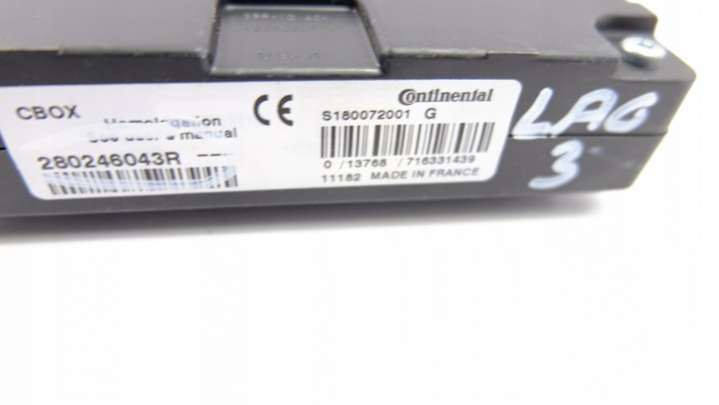 CBOX
Homologation
See user's manual
280246043R
CE
Continental
S180072001 G
0 /13768 /716331439
11182 MADE IN FRANCE
LAG
3